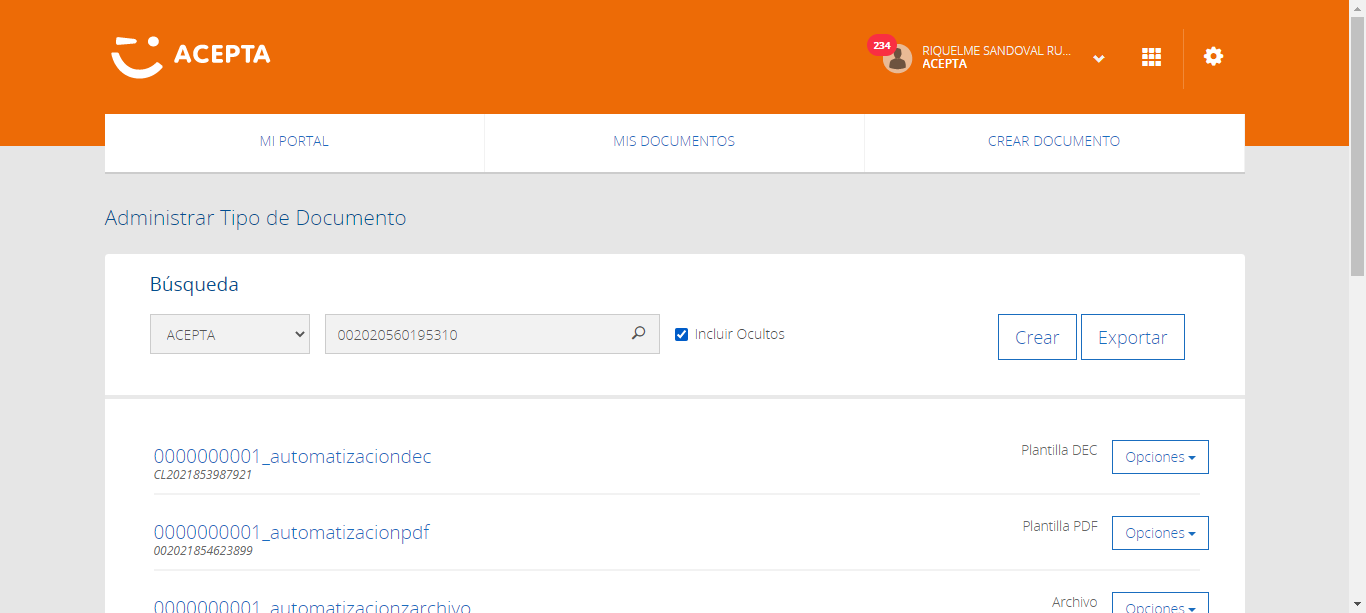 ACEPTA
234
RIQUELME SANDOVAL RU...
ACEPTA
MI PORTAL
MIS DOCUMENTOS
CREAR DOCUMENTO
Administrar Tipo de Documento
Búsqueda
ACEPTA
002020560195310
Incluir Ocultos
Crear
Exportar
0000000001_automatizaciondec
CL2021853987921
Plantilla DEC
Opciones
0000000001_automatizacionpdf
002021854623899
Plantilla PDF
Opciones
0000000001_automatizacionzarchivo
Archivo
Opciones